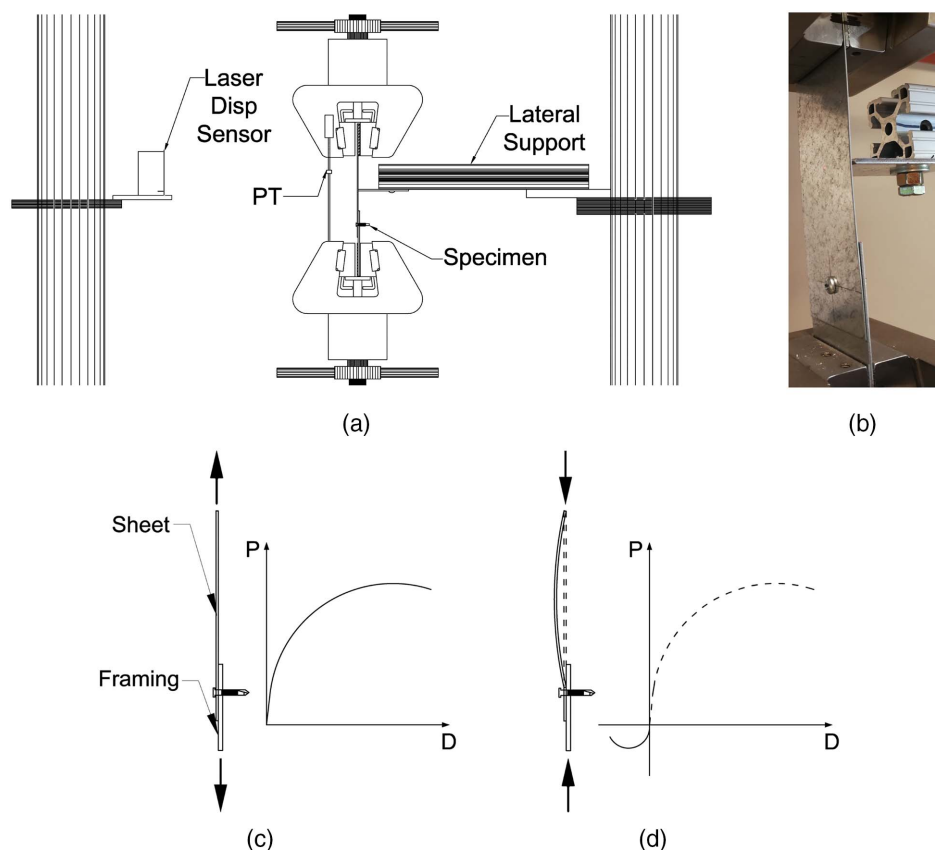 Laser
Disp
Sensor
PT
Lateral
Support
Specimen
(a)
(b)
Sheet
Framing
P
D
(c)
P
D
(d)